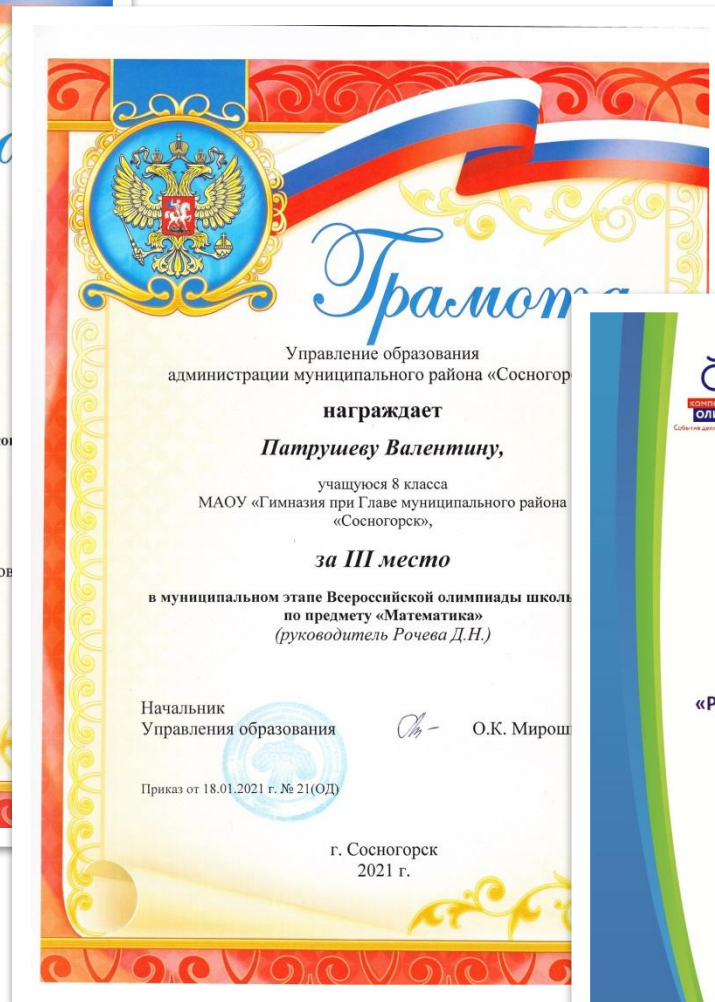 Грамота
Управление образования
администрации муниципального района «Сосногор
награждает
Патрушеву Валентину,
учащуюся 8 класса
МАОУ «Гимназия при Главе муниципального района
«Сосногорск»,
за III место
в муниципальном этапе Всероссийской олимпиады школь
по предмету «Математика»
(руководитель Рочева Д.Н.)
Начальник
Управления образования
О.К. Мирош
Приказ от 18.01.2021 г. № 21(ОД)
г. Сосногорск
2021 г.
«Р